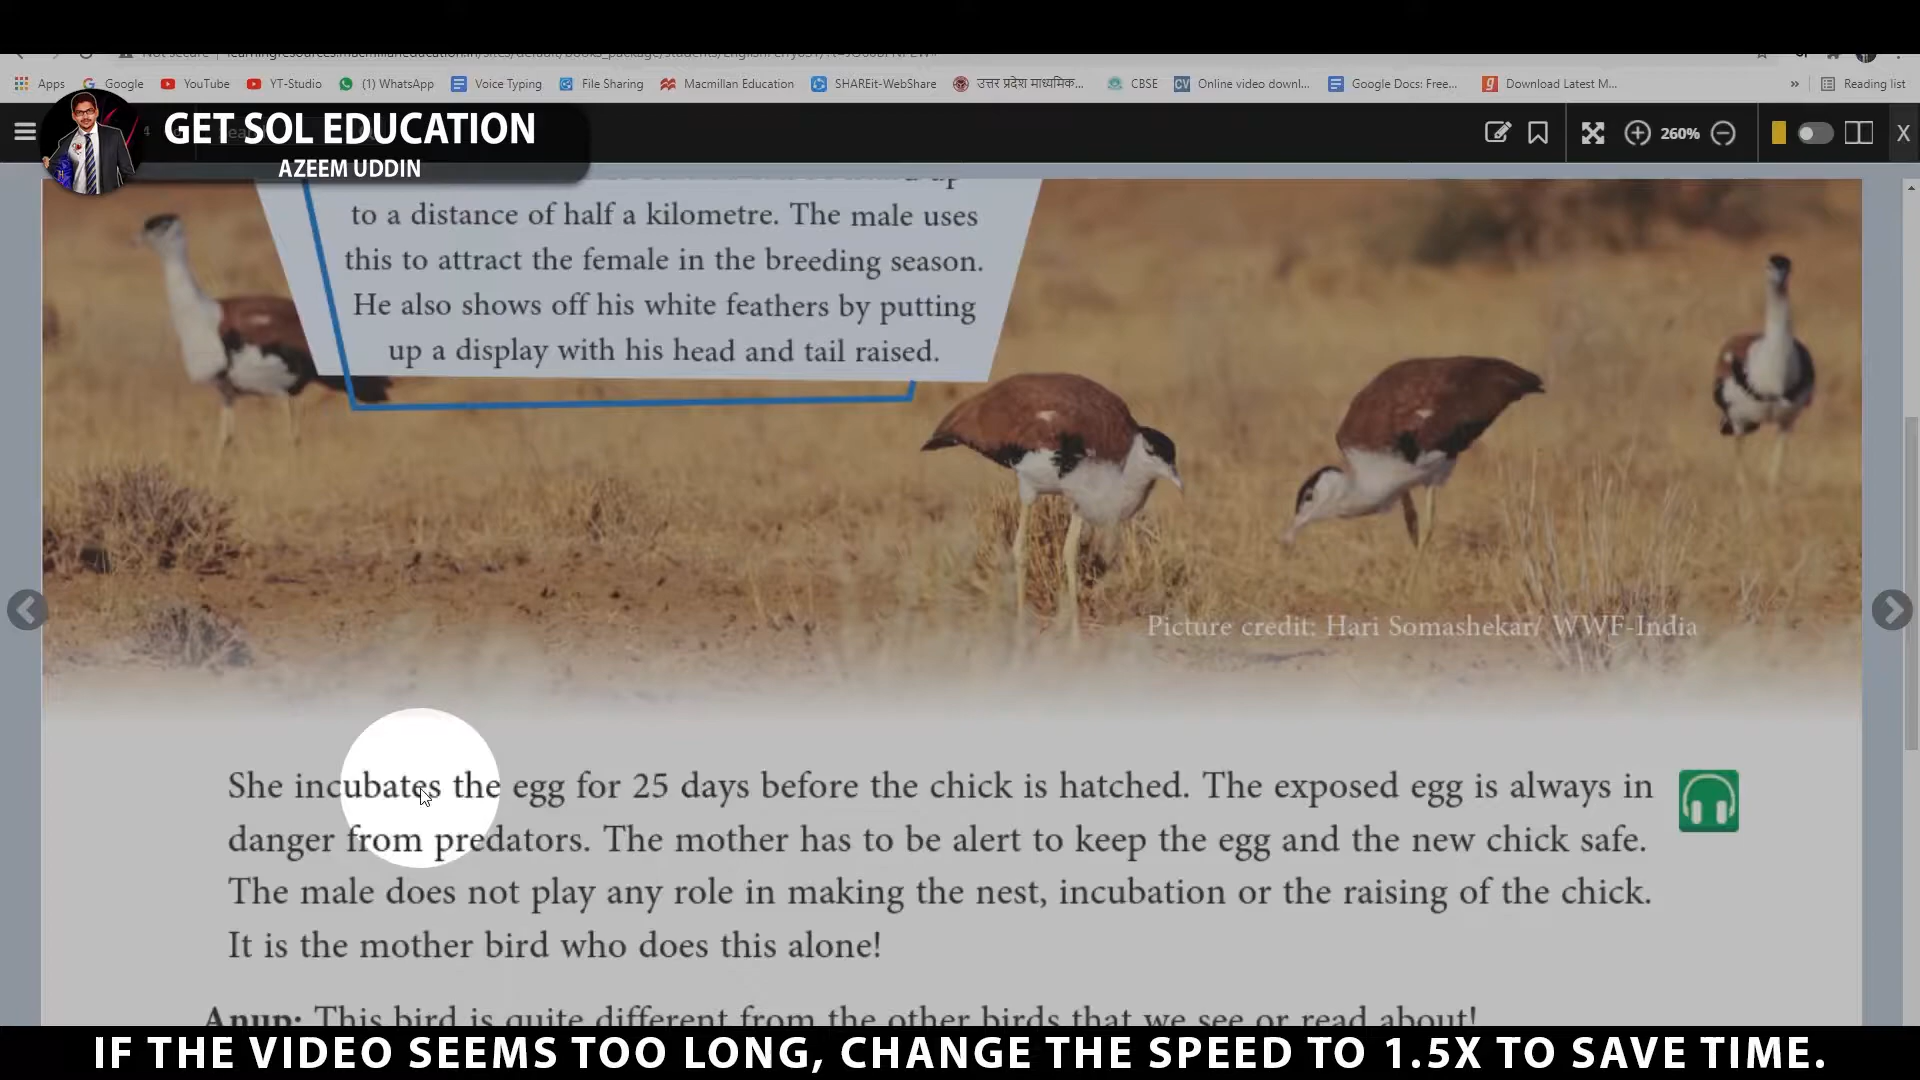 Apps Google YouTube YT-Studio (1) WhatsApp Voice Typing File Sharing Macmillan Education SHAREit-WebShare उत्तर प्रदेश माध्यमिक... CBSE Online video downl... Google Docs: Free... Download Latest M... » Reading list
GET SOL EDUCATION
AZEEM UDDIN
260%
X
to a distance of half a kilometre. The male uses
this to attract the female in the breeding season.
He also shows off his white feathers by putting
up a display with his head and tail raised.
Picture credit: Hari Somashekar/ WWF-India
She incubates the egg for 25 days before the chick is hatched. The exposed egg is always in
danger from predators. The mother has to be alert to keep the egg and the new chick safe.
The male does not play any role in making the nest, incubation or the raising of the chick.
It is the mother bird who does this alone!
Anup: This bird is quite different from the other birds that we see or read about!
IF THE VIDEO SEEMS TOO LONG, CHANGE THE SPEED TO 1.5X TO SAVE TIME.